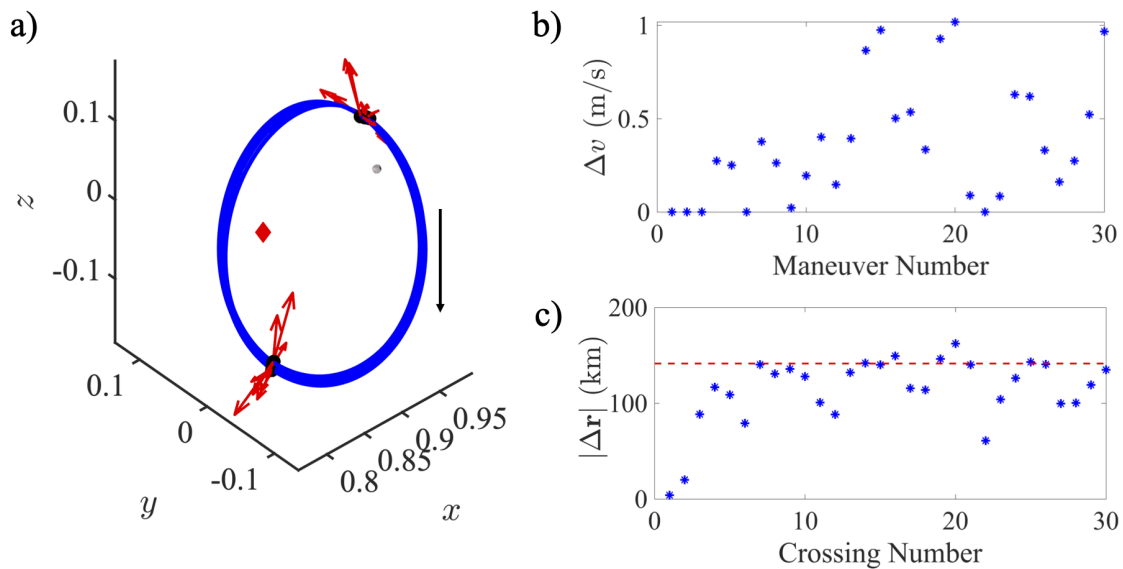 a)
0.1
0
-0.1
z
0.1
0
-0.1
y
0.8
0.85
0.9
0.95
x
b)
1
0.5
0
Δv (m/s)
0
10
20
30
Maneuver Number
c)
200
100
0
|Δr| (km)
0
10
20
30
Crossing Number